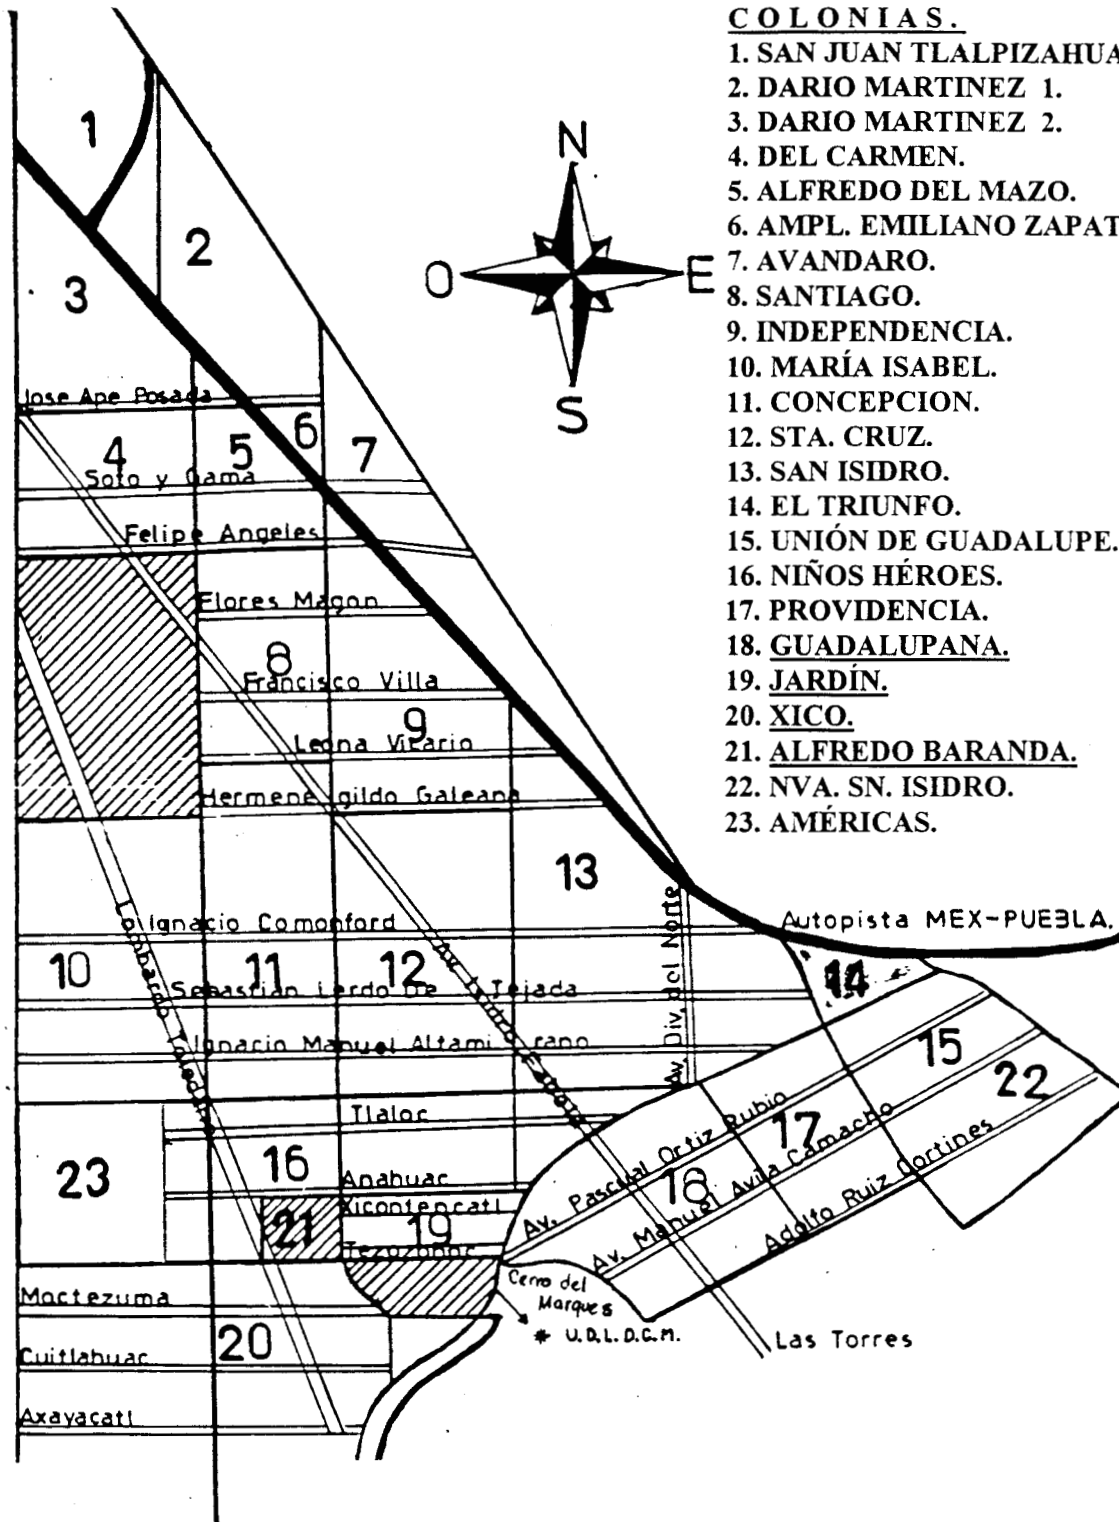 COLONIAS.
1. SAN JUAN TLALPIZAHUA
2. DARIO MARTINEZ 1.
3. DARIO MARTINEZ 2.
4. DEL CARMEN.
5. ALFREDO DEL MAZO.
6. AMPL. EMILIANO ZAPAT
7. AVANDARO.
8. SANTIAGO.
9. INDEPENDENCIA.
10. MARÍA ISABEL.
11. CONCEPCION.
12. STA. CRUZ.
13. SAN ISIDRO.
14. EL TRIUNFO.
15. UNIÓN DE GUADALUPE.
16. NIÑOS HÉROES.
17. PROVIDENCIA.
18. GUADALUPANA.
19. JARDÍN.
20. XICO.
21. ALFREDO BARANDA.
22. NVA. SN. ISIDRO.
23. AMÉRICAS.
N
O
E
S
1
2
3
Jose Ape Posada
4
5
6
7
Soto y Gama
Felipe Angeles
Flores Magon
8
Francisco Villa
9
Leona Vicario
Hermene gildo Galeana
13
Av. Div. del Norte
Autopista MEX-PUEBLA.
Ignacio Comonford
10
11
12
14
Sebastian Lerdo De Tejada
Ignacio Manuel Altami rano
Lombardo Toledano
15
22
Tlaloc
23
16
Anahuac
Xicontencatl
21
19
Av. Pascual Ortiz Rubio
17
18
Av. Manuel Avila Camacho
Adolfo Ruiz Cortines
Cerro del
Marques
* U.D.L.D.C.M.
Las Torres
Moctezuma
20
Cuitlahuac
Axayacatl